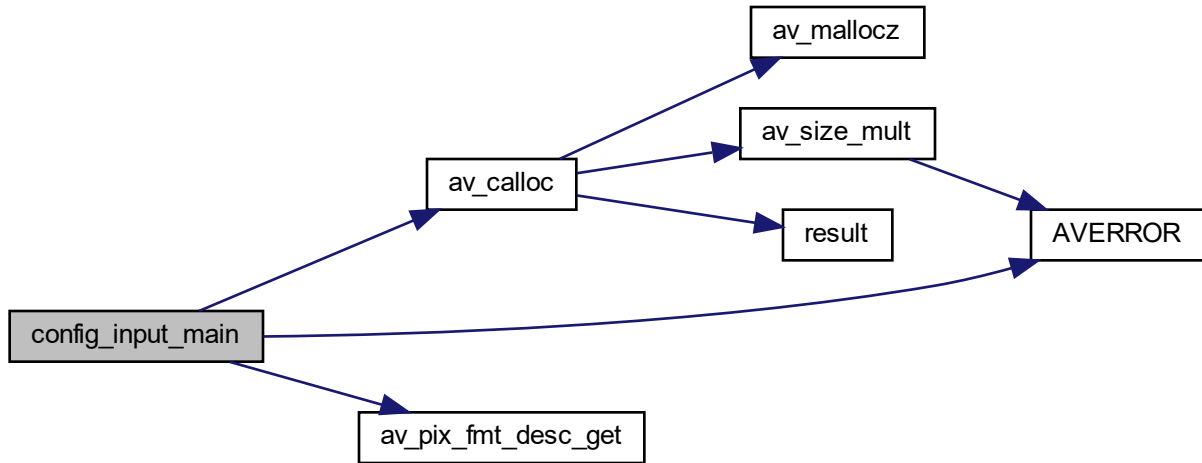 av_mallocz
av_size_mult
av_calloc
result
AVERROR
config_input_main
av_pix_fmt_desc_get